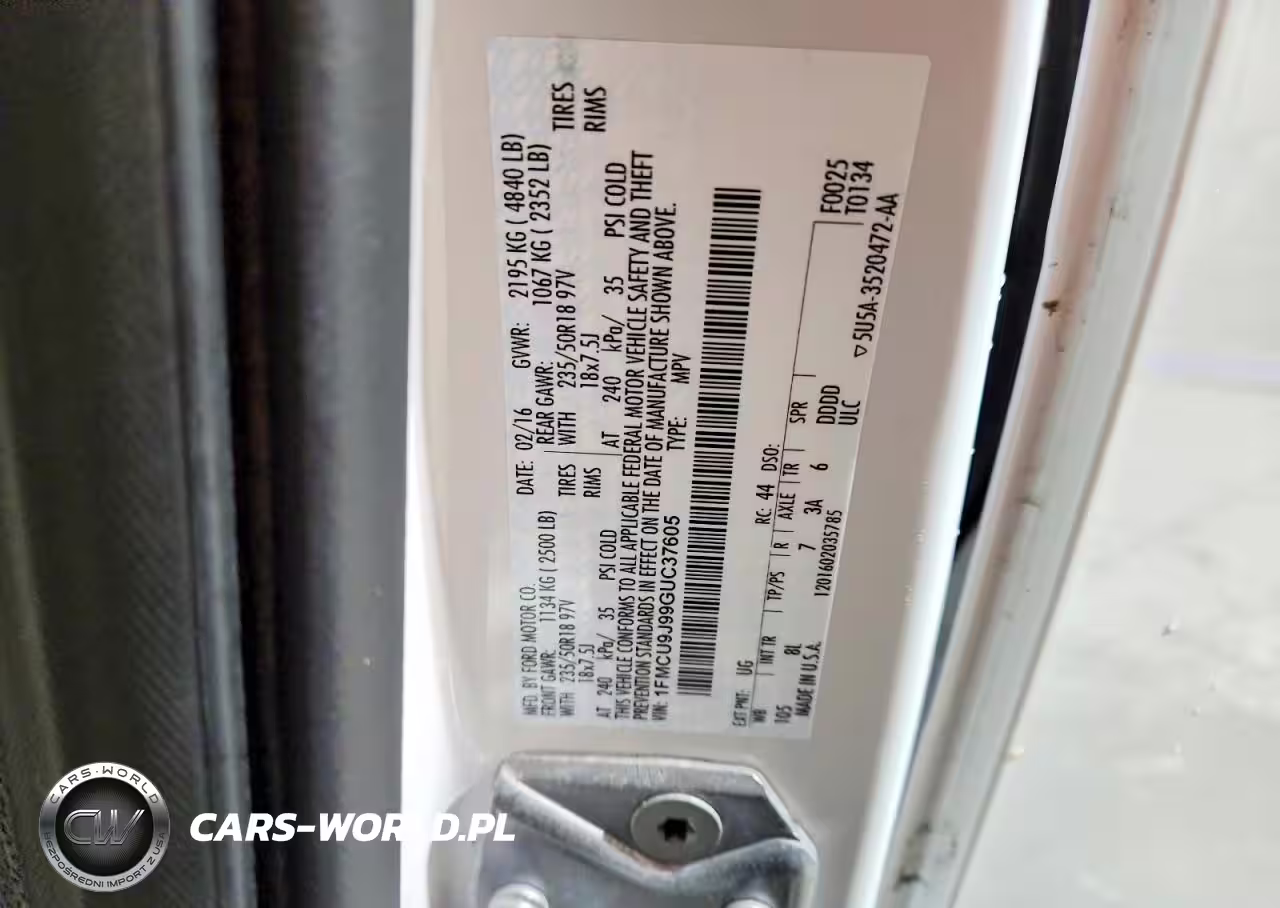 MFD. BY FORD MOTOR CO.
DATE: 02/16 GVWR: 2195 KG ( 4840 LB)
FRONT GAWR: 1134 KG ( 2500 LB) REAR GAWR: 1067 KG ( 2352 LB)
WITH 235/50R18 97V TIRES WITH 235/50R18 97V TIRES
18x7.5J RIMS 18x7.5J RIMS
AT 240 kPa/ 35 PSI COLD AT 240 kPa/ 35 PSI COLD
THIS VEHICLE CONFORMS TO ALL APPLICABLE FEDERAL MOTOR VEHICLE SAFETY AND THEFT
PREVENTION STANDARDS IN EFFECT ON THE DATE OF MANUFACTURE SHOWN ABOVE.
VIN: 1FMCU9J99GUC37605 TYPE: MPV
F0025
T0134
EXT PNT: UG RC: 44 DSO:
WB INT TR TP/PS R AXLE TR SPR
105 8L 7 3A 6 DDDD
MADE IN U.S.A. 1201602035785 ULC
▽5U5A-3520472-AA
CARS-WORLD
CW
BEZPOŚREDNI IMPORT Z USA
CARS-WORLD.PL